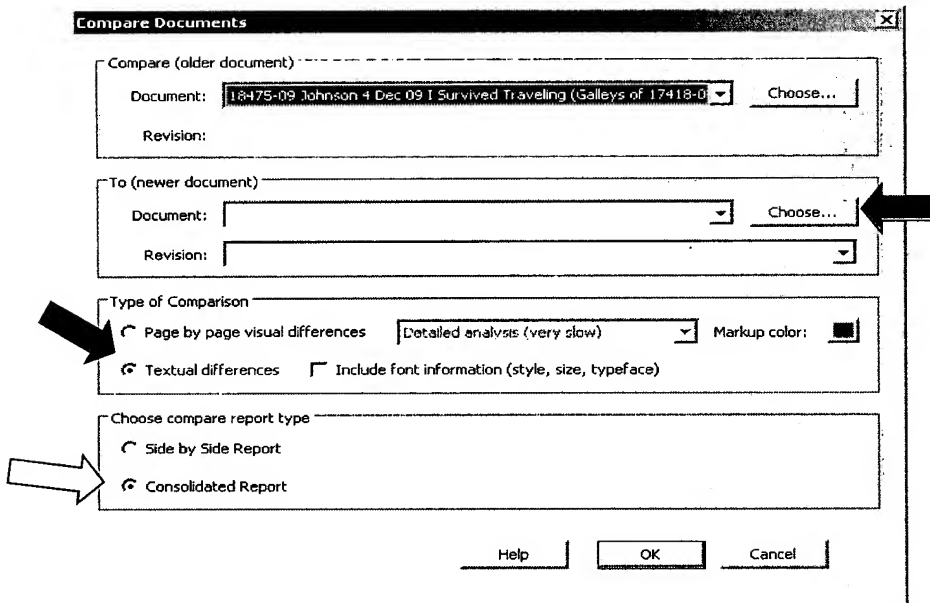 Compare Documents
Compare (older document)
Document: 18475-09 Johnson 4 Dec 09 I Survived Traveling (Galleys of 17418-0 Choose...
Revision:
To (newer document)
Document: Choose...
Revision:
Type of Comparison
Page by page visual differences Detailed analysis (very slow) Markup color:
Textual differences Include font information (style, size, typeface)
Choose compare report type
Side by Side Report
Consolidated Report
Help OK Cancel